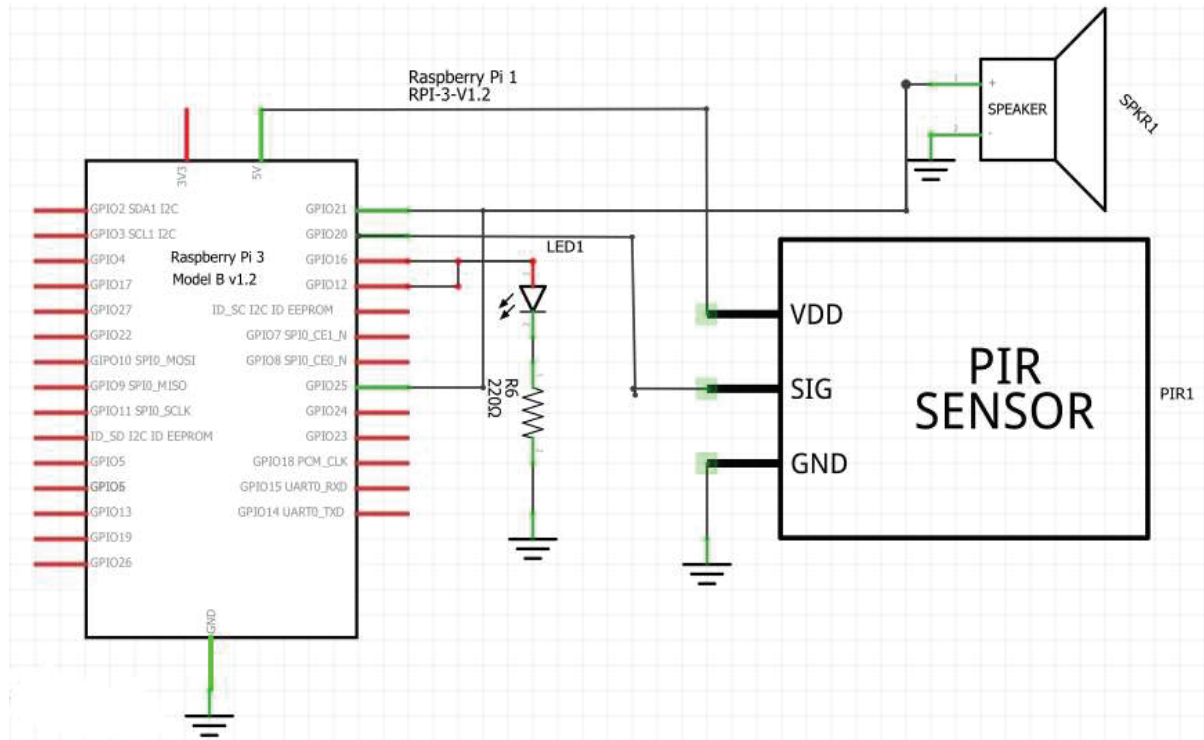 Raspberry Pi 1
RPI-3-V1.2
3V3
5V
GPIO2 SDA1 I2C
GPIO3 SCL1 I2C
GPIO4
GPIO17
GPIO27
GPIO22
GIPO10 SPI0_MOSI
GPIO9 SPI0_MISO
GPIO11 SPI0_SCLK
ID_SD I2C ID EEPROM
GPIO5
GPIO6
GPIO13
GPIO19
GPIO26
Raspberry Pi 3
Model B v1.2
GPIO21
GPIO20
GPIO16
GPIO12
ID_SC I2C ID EEPROM
GPIO7 SPI0_CE1_N
GPIO8 SPI0_CE0_N
GPIO25
GPIO24
GPIO23
GPIO18 PCM_CLK
GPIO15 UART0_RXD
GPIO14 UART0_TXD
GND
LED1
R6
220Ω
SPEAKER
+
-
SPKR1
VDD
SIG
GND
PIR
SENSOR
PIR1